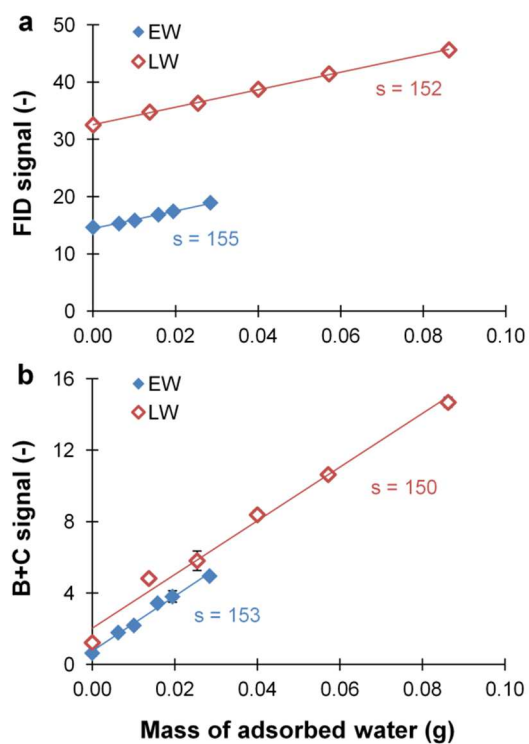 a
EW
LW
FID signal (-)
50
40
30
20
10
0
s = 152
s = 155
0.00 0.02 0.04 0.06 0.08 0.10
b
EW
LW
B+C signal (-)
16
12
8
4
0
s = 150
s = 153
0.00 0.02 0.04 0.06 0.08 0.10
Mass of adsorbed water (g)